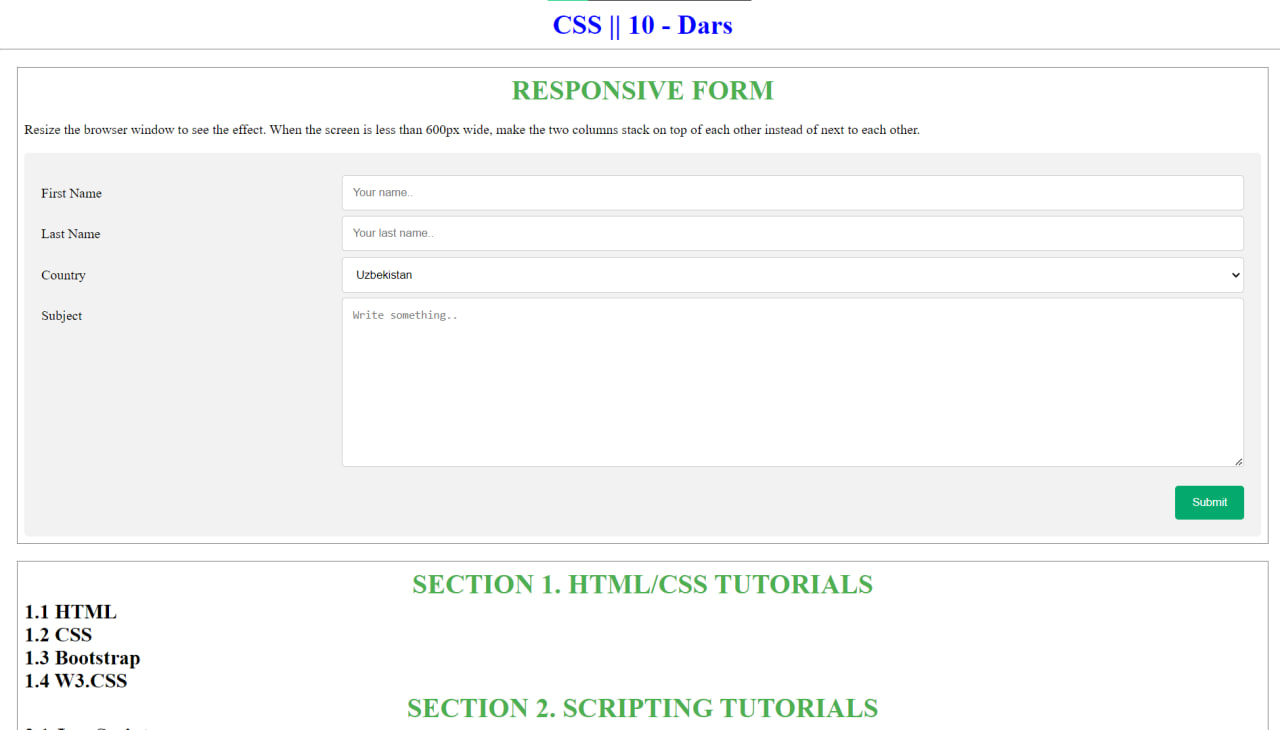 CSS || 10 - Dars
RESPONSIVE FORM
Resize the browser window to see the effect. When the screen is less than 600px wide, make the two columns stack on top of each other instead of next to each other.
First Name
Your name..
Last Name
Your last name..
Country
Uzbekistan
Subject
Write something..
Submit
SECTION 1. HTML/CSS TUTORIALS
1.1 HTML
1.2 CSS
1.3 Bootstrap
1.4 W3.CSS
SECTION 2. SCRIPTING TUTORIALS